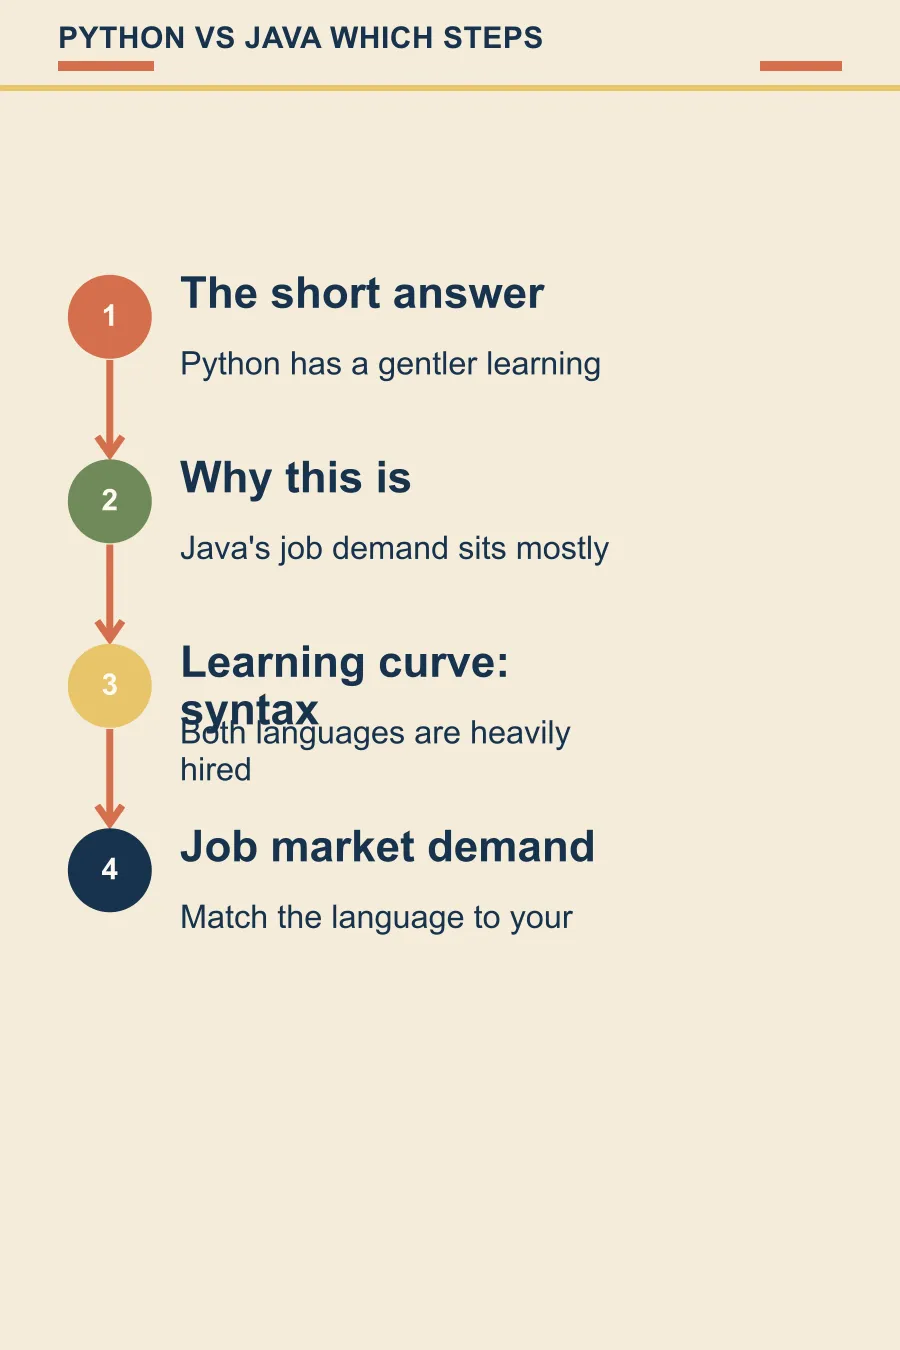 PYTHON VS JAVA WHICH STEPS
1
The short answer
Python has a gentler learning
2
Why this is
Java's job demand sits mostly
3
Learning curve:
syntax
Both languages are heavily
hired
4
Job market demand
Match the language to your